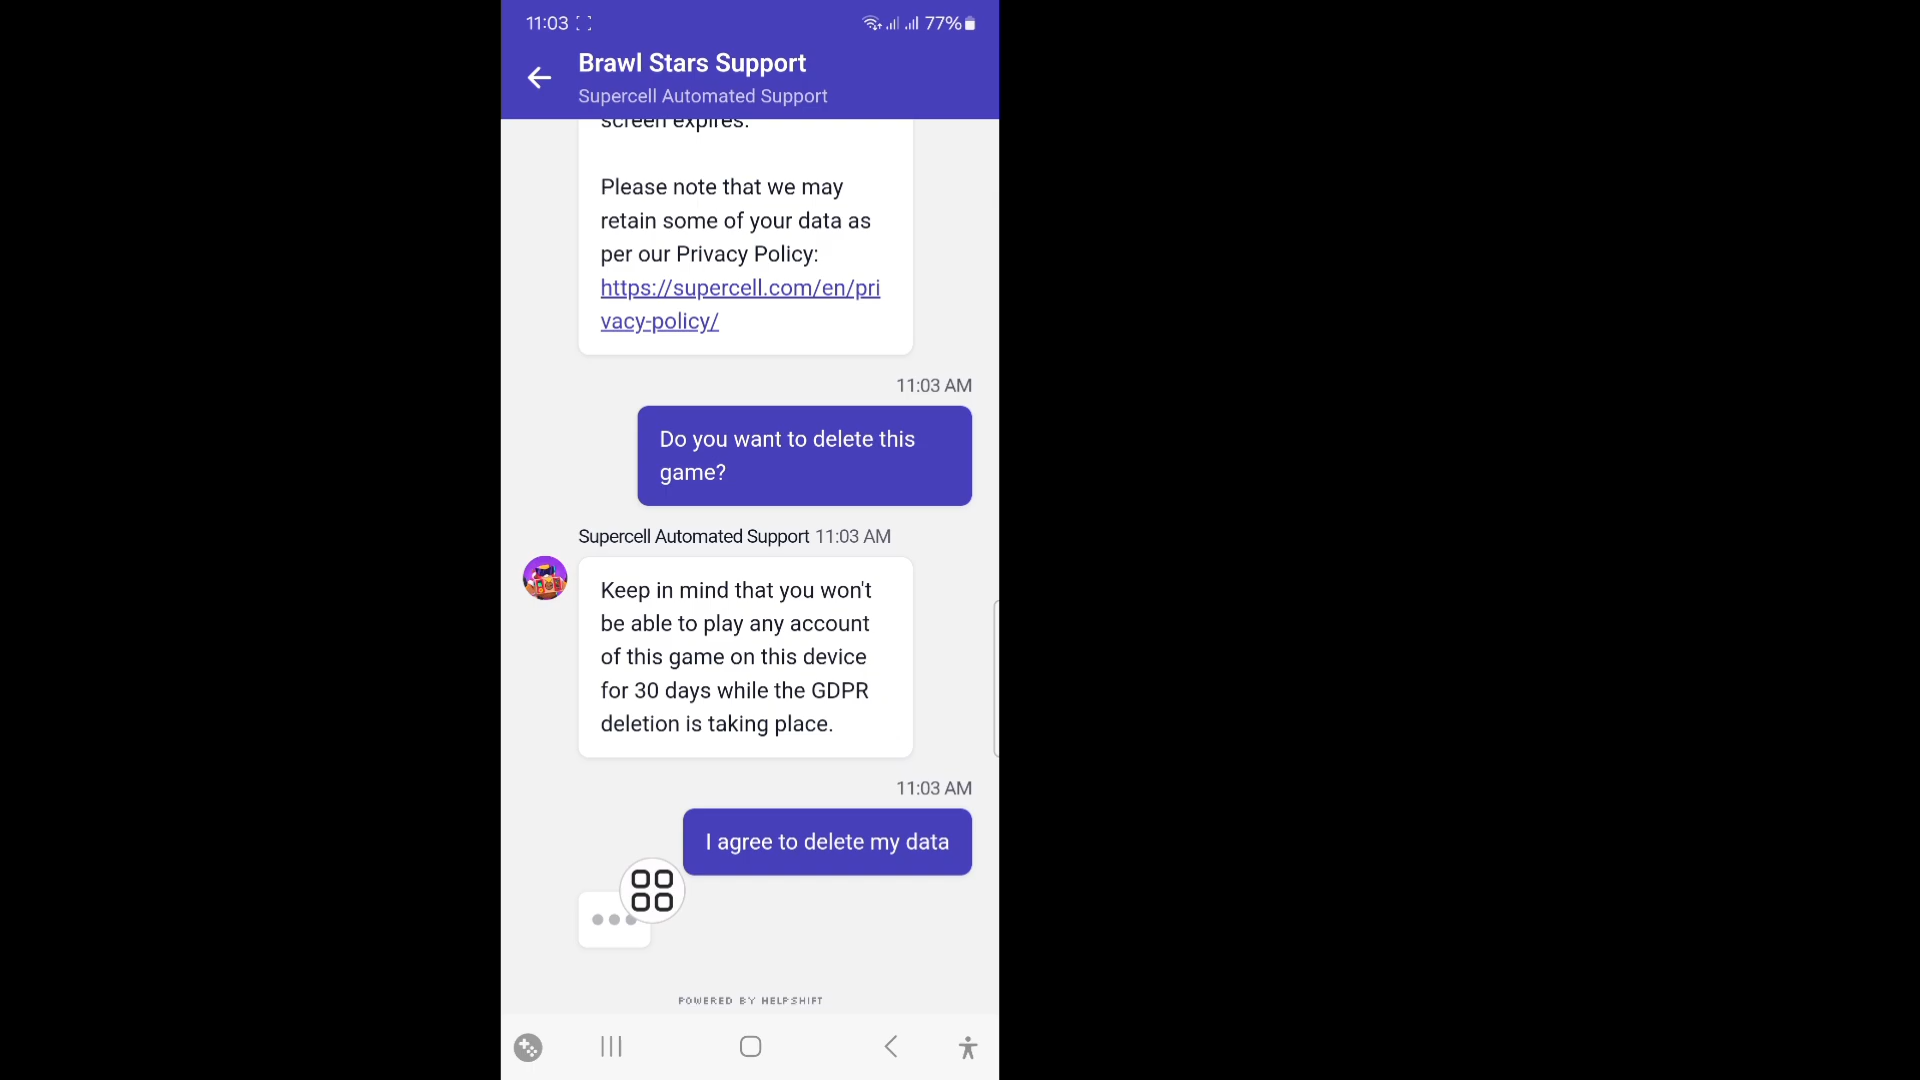 11:03
77%
Brawl Stars Support
Supercell Automated Support
screen expires.
Please note that we may
retain some of your data as
per our Privacy Policy:
https://supercell.com/en/pri
vacy-policy/
11:03 AM
Do you want to delete this
game?
Supercell Automated Support 11:03 AM
Keep in mind that you won't
be able to play any account
of this game on this device
for 30 days while the GDPR
deletion is taking place.
11:03 AM
I agree to delete my data
POWERED BY HELPSHIFT